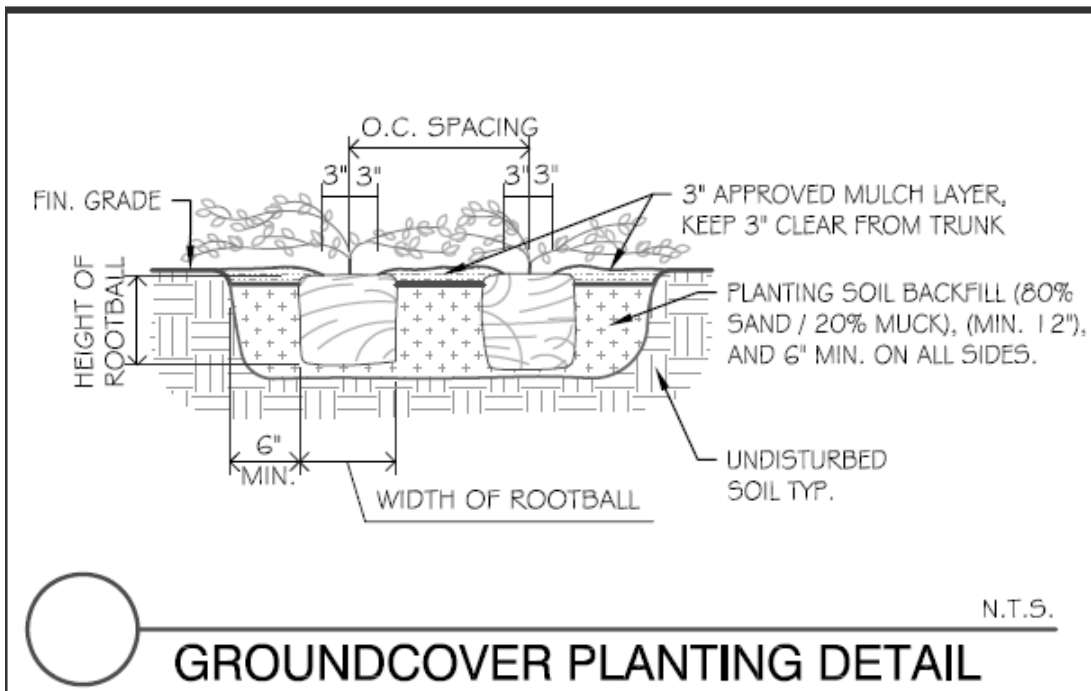 O.C. SPACING
3" 3" 3" 3"
FIN. GRADE
3" APPROVED MULCH LAYER,
KEEP 3" CLEAR FROM TRUNK
HEIGHT OF
ROOTBALL
PLANTING SOIL BACKFILL (80%
SAND / 20% MUCK), (MIN. 12"),
AND 6" MIN. ON ALL SIDES.
6"
MIN.
UNDISTURBED
SOIL TYP.
WIDTH OF ROOTBALL
N.T.S.
GROUNDCOVER PLANTING DETAIL